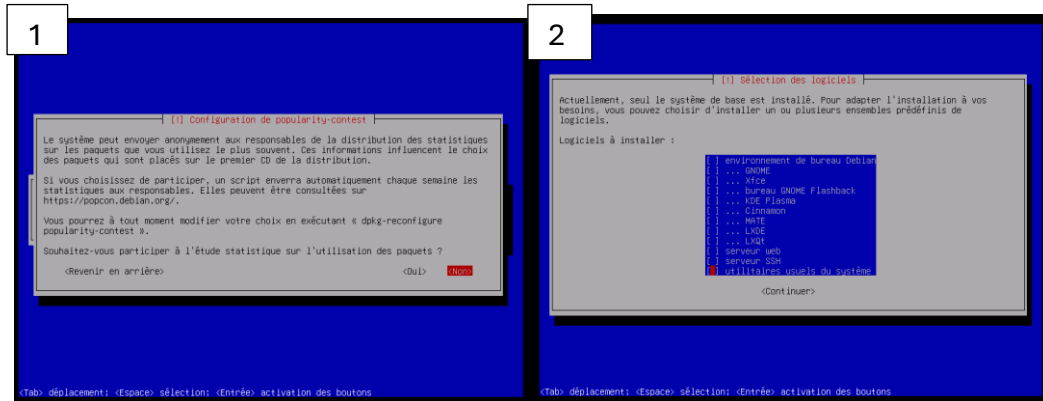 1
[!] Configuration de popularity-contest
Le système peut envoyer anonymement aux responsables de la distribution des statistiques
sur les paquets que vous utilisez le plus souvent. Ces informations influencent le choix
des paquets qui sont placés sur le premier CD de la distribution.
Si vous choisissez de participer, un script enverra automatiquement chaque semaine les
statistiques aux responsables. Elles peuvent être consultées sur
https://popcon.debian.org/.
Vous pourrez à tout moment modifier votre choix en exécutant « dpkg-reconfigure
popularity-contest ».
Souhaitez-vous participer à l'étude statistique sur l'utilisation des paquets ?
<Revenir en arrière> <Oui> <Non>
<Tab> déplacement; <Espace> sélection; <Entrée> activation des boutons
2
[!] Sélection des logiciels
Actuellement, seul le système de base est installé. Pour adapter l'installation à vos
besoins, vous pouvez choisir d'installer un ou plusieurs ensembles prédéfinis de
logiciels.
Logiciels à installer :
[ ] environnement de bureau Debian
[ ] ... GNOME
[ ] ... Xfce
[ ] ... bureau GNOME Flashback
[ ] ... KDE Plasma
[ ] ... Cinnamon
[ ] ... MATE
[ ] ... LXDE
[ ] ... LXQt
[ ] serveur web
[ ] serveur SSH
[ ] utilitaires usuels du système
<Continuer>
<Tab> déplacement; <Espace> sélection; <Entrée> activation des boutons